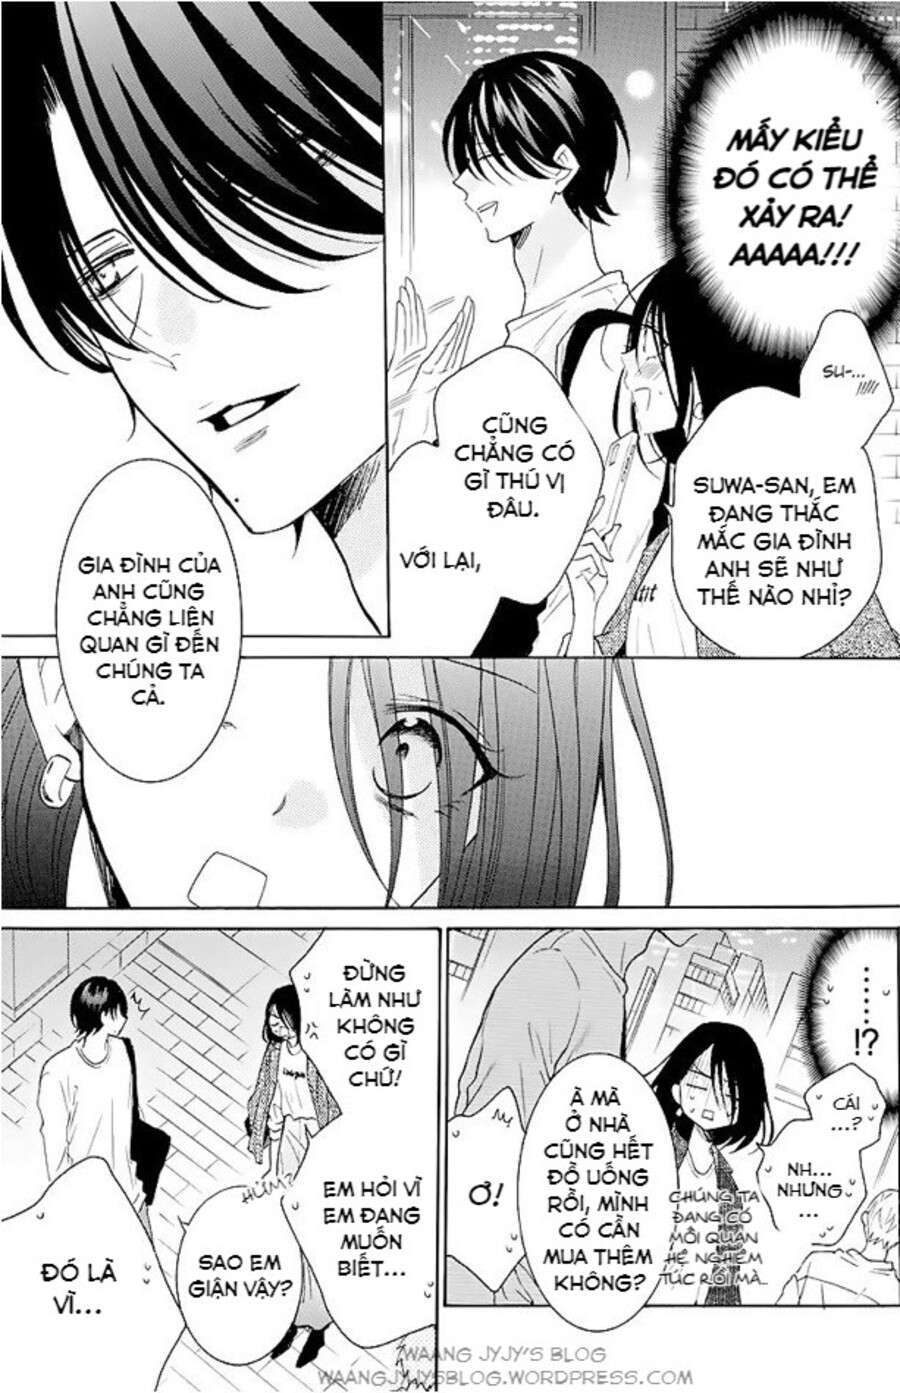 MẤY KIỂU
ĐÓ CÓ THỂ
XẢY RA!
AAAAA!!!
SU-...
SUWA-SAN, EM
ĐANG THẮC
MẮC GIA ĐÌNH
ANH SẼ NHƯ
THẾ NÀO NHỈ?
CŨNG
CHẲNG CÓ
GÌ THÚ VỊ
ĐÂU.
VỚI LẠI,
GIA ĐÌNH CỦA
ANH CŨNG
CHẲNG LIÊN
QUAN GÌ ĐẾN
CHÚNG TA
CẢ.
.......
!?
CÁI
...?
NH...
NHƯNG
...
CHÚNG TA
ĐANG CÓ
MỐI QUAN
HỆ NGHIÊM
TÚC RỒI MÀ...
À MÀ
Ở NHÀ
CŨNG HẾT
ĐỒ UỐNG
RỒI, MÌNH
CÓ CẦN
MUA THÊM
KHÔNG?
Ơ!
ĐỪNG
LÀM NHƯ
KHÔNG
CÓ GÌ
CHỨ!
EM HỎI VÌ
EM ĐANG
MUỐN
BIẾT...
HỬM?
SAO EM
GIẬN VẬY?
ĐÓ LÀ
VÌ...
WAANG JYJY'S BLOG
WAANGJYJYSBLOG.WORDPRESS.COM